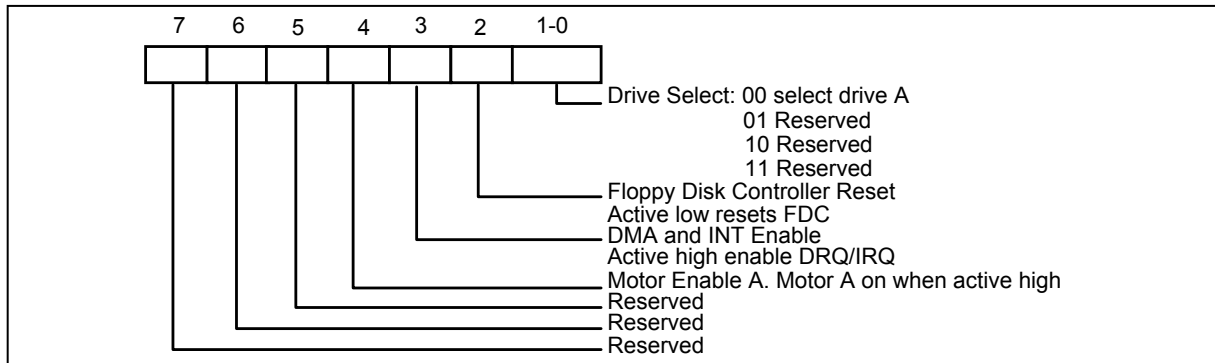 7 6 5 4 3 2 1-0
Drive Select: 00 select drive A
01 Reserved
10 Reserved
11 Reserved
Floppy Disk Controller Reset
Active low resets FDC
DMA and INT Enable
Active high enable DRQ/IRQ
Motor Enable A. Motor A on when active high
Reserved
Reserved
Reserved